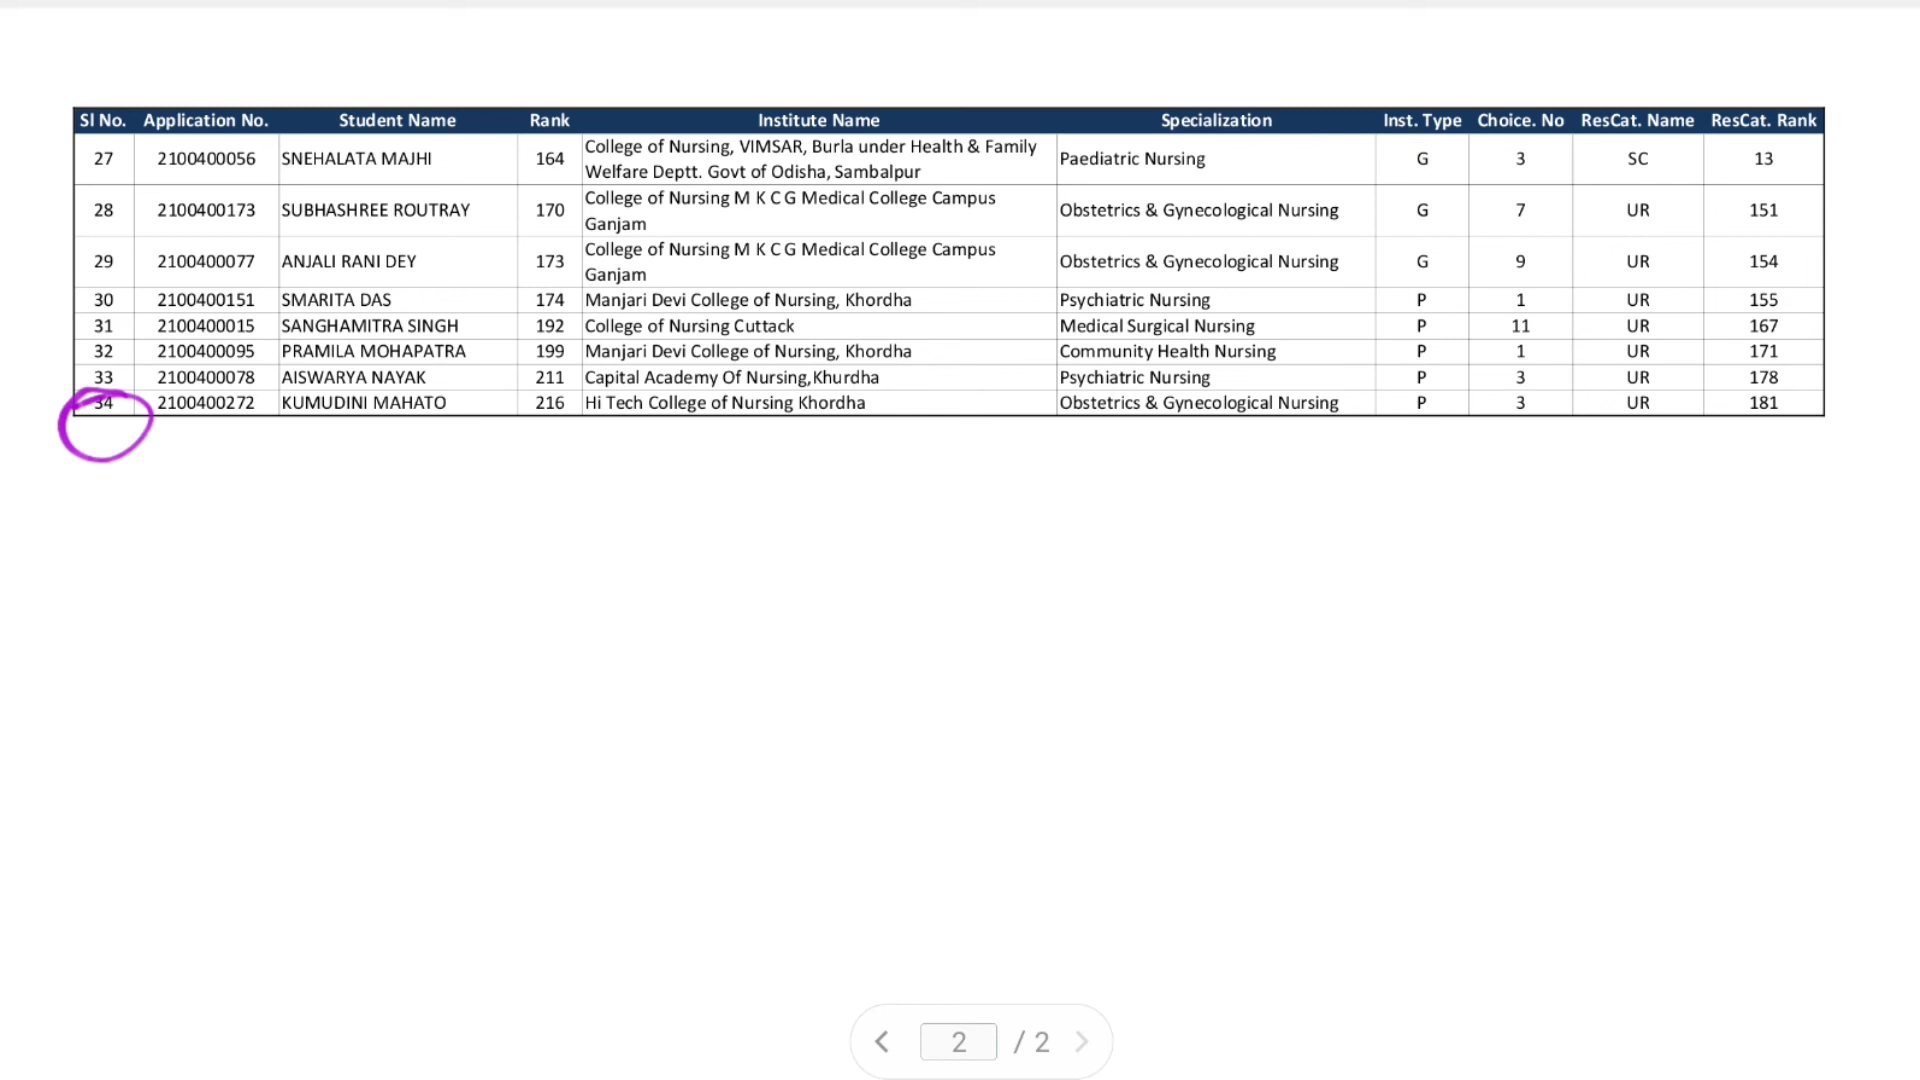 Sl No. Application No. Student Name Rank Institute Name Specialization Inst. Type Choice. No ResCat. Name ResCat. Rank
27 2100400056 SNEHALATA MAJHI 164 College of Nursing, VIMSAR, Burla under Health & Family Welfare Deptt. Govt of Odisha, Sambalpur Paediatric Nursing G 3 SC 13
28 2100400173 SUBHASHREE ROUTRAY 170 College of Nursing M K C G Medical College Campus Ganjam Obstetrics & Gynecological Nursing G 7 UR 151
29 2100400077 ANJALI RANI DEY 173 College of Nursing M K C G Medical College Campus Ganjam Obstetrics & Gynecological Nursing G 9 UR 154
30 2100400151 SMARITA DAS 174 Manjari Devi College of Nursing, Khordha Psychiatric Nursing P 1 UR 155
31 2100400015 SANGHAMITRA SINGH 192 College of Nursing Cuttack Medical Surgical Nursing P 11 UR 167
32 2100400095 PRAMILA MOHAPATRA 199 Manjari Devi College of Nursing, Khordha Community Health Nursing P 1 UR 171
33 2100400078 AISWARYA NAYAK 211 Capital Academy Of Nursing,Khurdha Psychiatric Nursing P 3 UR 178
34 2100400272 KUMUDINI MAHATO 216 Hi Tech College of Nursing Khordha Obstetrics & Gynecological Nursing P 3 UR 181
2 / 2